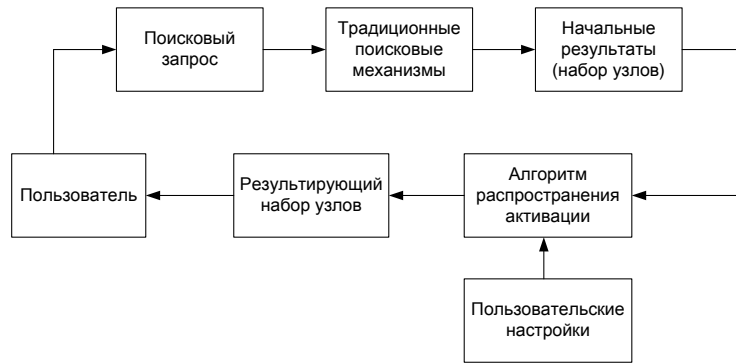 Поисковый
запрос
Традиционные
поисковые
механизмы
Начальные
результаты
(набор узлов)
Пользователь
Результирующий
набор узлов
Алгоритм
распространения
активации
Пользовательские
настройки